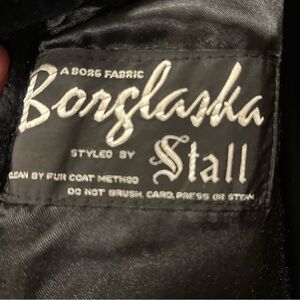 A BORG FABRIC
Borglaska
STYLED BY Stall
CLEAN BY FUR COAT METHOD
DO NOT BRUSH, CARD, PRESS OR STEAM